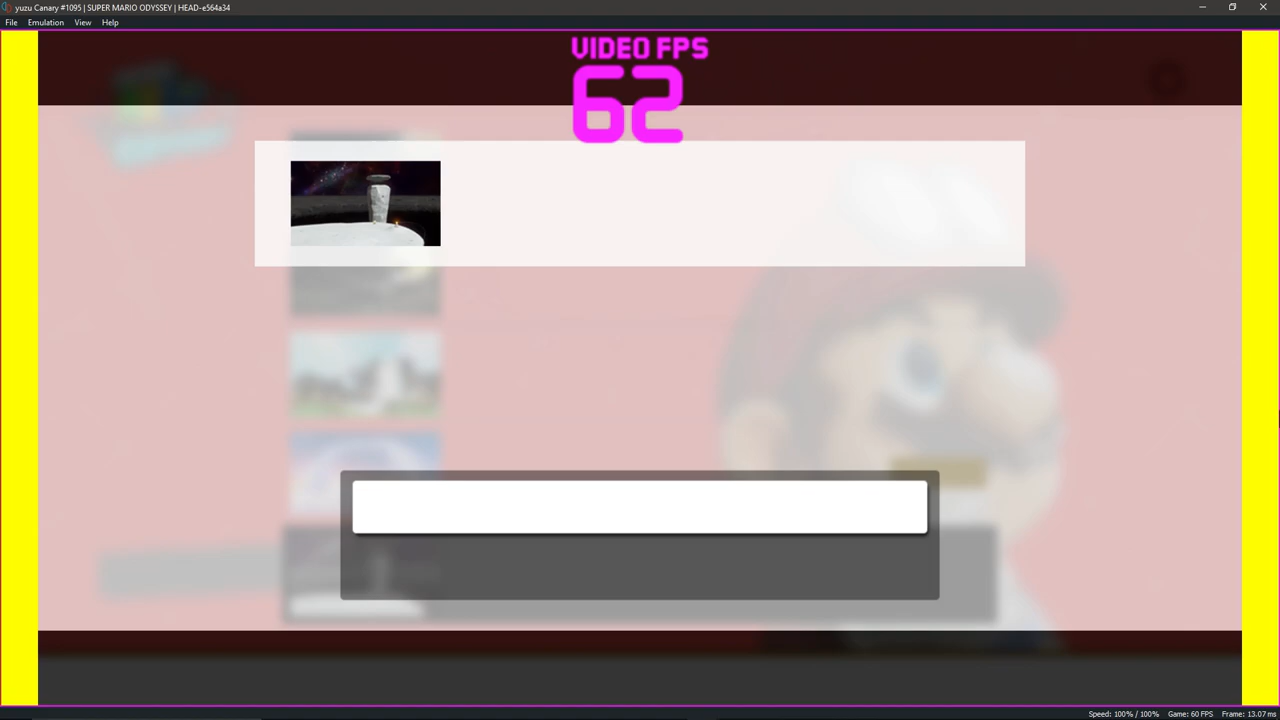 yuzu Canary #1095 | SUPER MARIO ODYSSEY | HEAD-e564a34
File Emulation View Help
VIDEO FPS
62
Speed: 100% / 100% Game: 60 FPS Frame: 13.07 ms